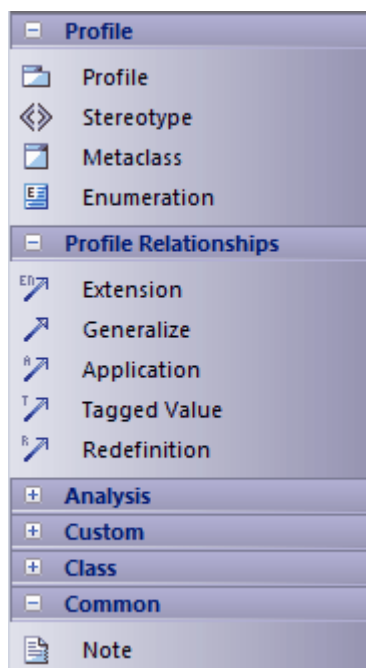 Profile
Profile
Stereotype
Metaclass
Enumeration
Profile Relationships
Extension
Generalize
Application
Tagged Value
Redefinition
Analysis
Custom
Class
Common
Note